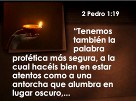 2 Pedro 1:19
"Tenemos
también la
palabra
profética más segura, a la
cual hacéis bien en estar
atentos como a una
antorcha que alumbra en
lugar oscuro,...